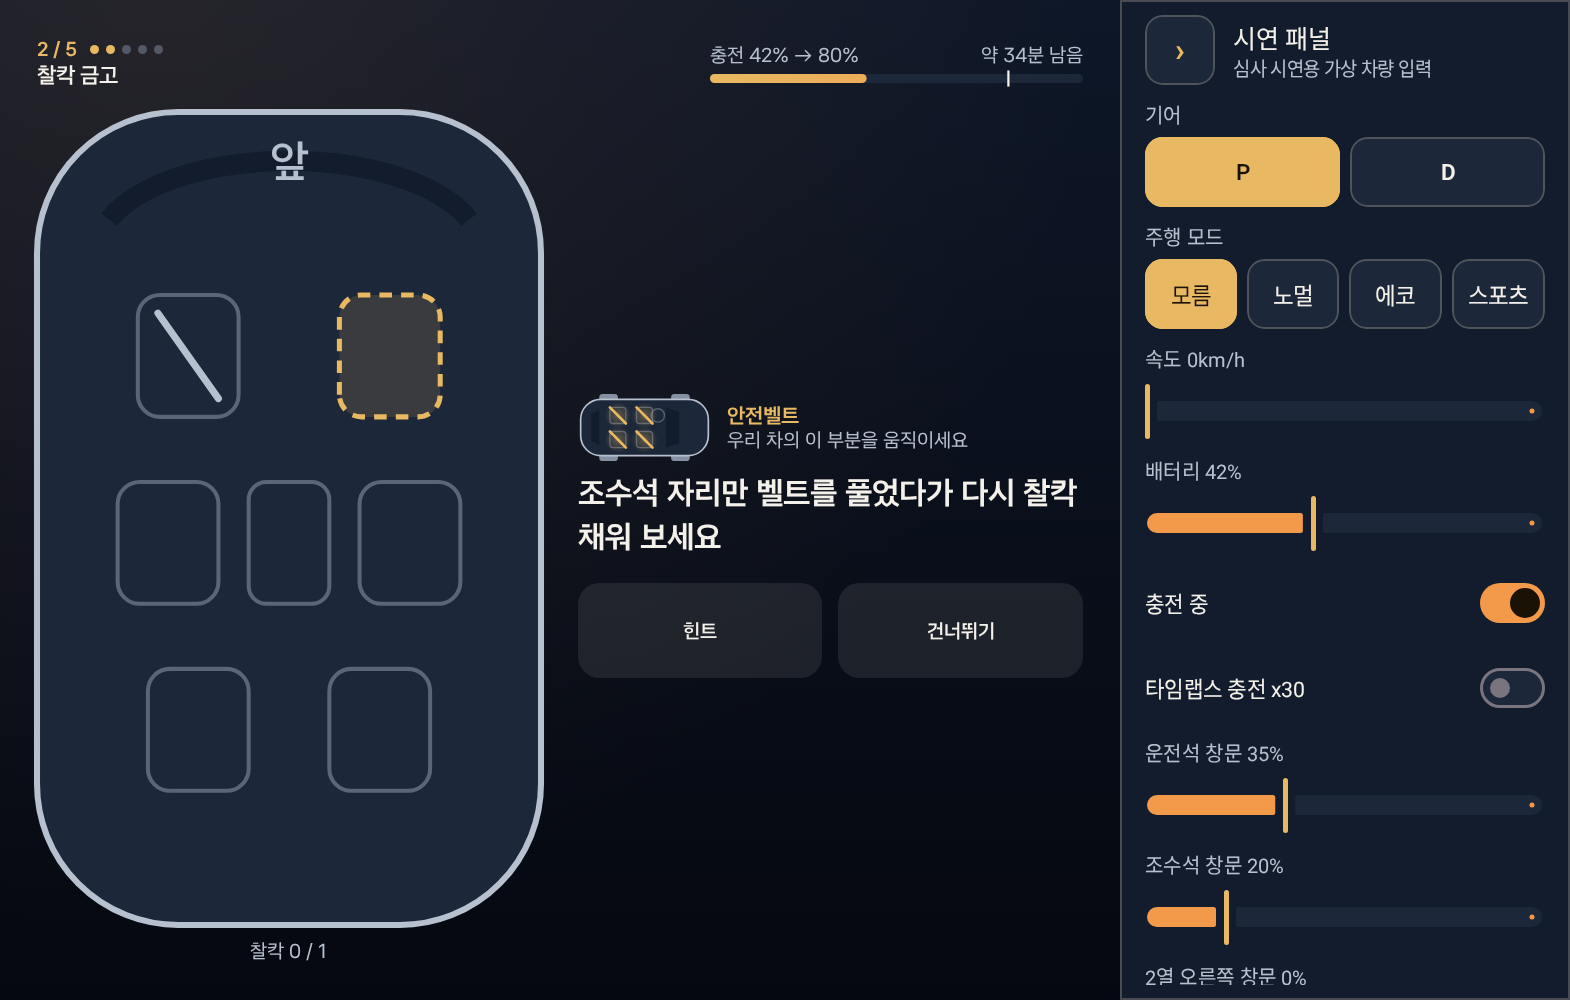 2 / 5
찰칵 금고
충전 42% → 80%
약 34분 남음
앞
안전벨트
우리 차의 이 부분을 움직이세요
조수석 자리만 벨트를 풀었다가 다시 찰칵
채워 보세요
힌트
건너뛰기
찰칵 0 / 1
›
시연 패널
심사 시연용 가상 차량 입력
기어
P
D
주행 모드
모름
노멀
에코
스포츠
속도 0km/h
배터리 42%
충전 중
타임랩스 충전 x30
운전석 창문 35%
조수석 창문 20%
2열 오른쪽 창문 0%